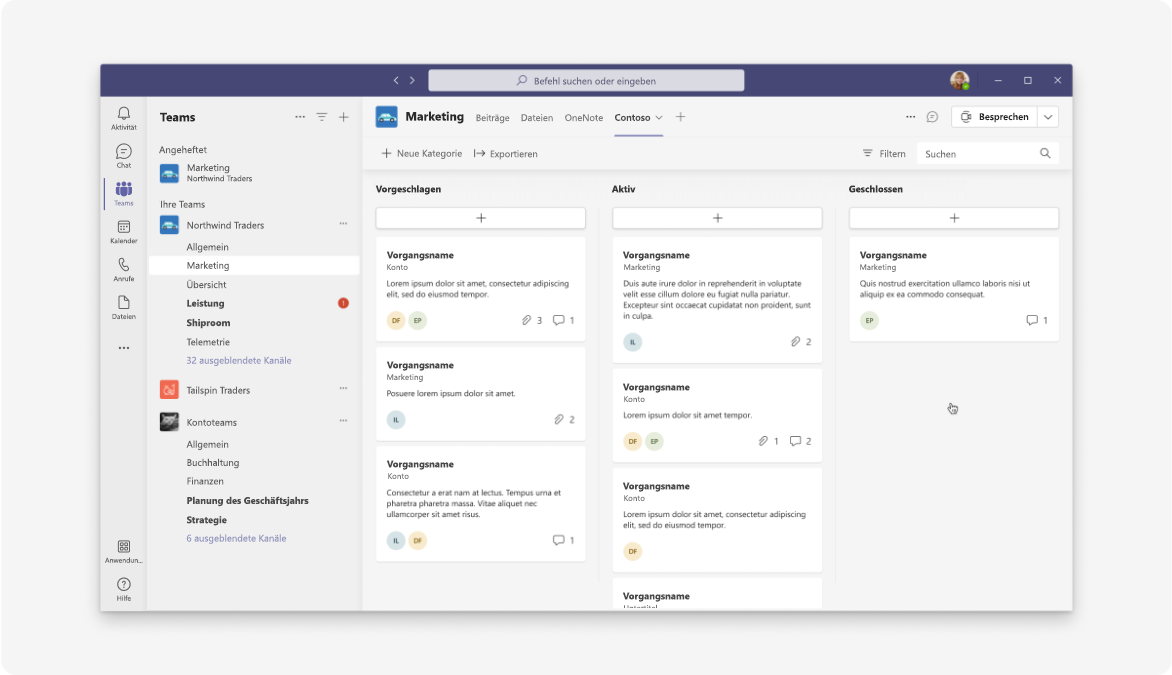 Befehl suchen oder eingeben
Aktivität
Chat
Teams
Kalender
Anrufe
Dateien
Anwendun...
Hilfe
Teams
Angeheftet
Marketing
Northwind Traders
Ihre Teams
Northwind Traders
Allgemein
Marketing
Übersicht
Leistung
Shiproom
Telemetrie
32 ausgeblendete Kanäle
Tailspin Traders
Kontoteams
Allgemein
Buchhaltung
Finanzen
Planung des Geschäftsjahrs
Strategie
6 ausgeblendete Kanäle
Marketing Beiträge Dateien OneNote Contoso
Besprechen
Neue Kategorie Exportieren
Filtern Suchen
Vorgeschlagen
Vorgangsname
Konto
Lorem ipsum dolor sit amet, consectetur adipiscing
elit, sed do eiusmod tempor.
DF EP 3 1
Vorgangsname
Marketing
Posuere lorem ipsum dolor sit amet.
IL 2
Vorgangsname
Konto
Consectetur a erat nam at lectus. Tempus urna et
pharetra pharetra massa. Vitae aliquet nec
ullamcorper sit amet risus.
IL DF 1
Aktiv
Vorgangsname
Marketing
Duis aute irure dolor in reprehenderit in voluptate
velit esse cillum dolore eu fugiat nulla pariatur.
Excepteur sint occaecat cupidatat non proident, sunt
in culpa.
IL 2
Vorgangsname
Konto
Lorem ipsum dolor sit amet tempor.
DF EP 1 2
Vorgangsname
Konto
Lorem ipsum dolor sit amet, consectetur adipiscing
elit, sed do eiusmod tempor.
DF
Vorgangsname
Untertitel
Geschlossen
Vorgangsname
Marketing
Quis nostrud exercitation ullamco laboris nisi ut
aliquip ex ea commodo consequat.
EP 1